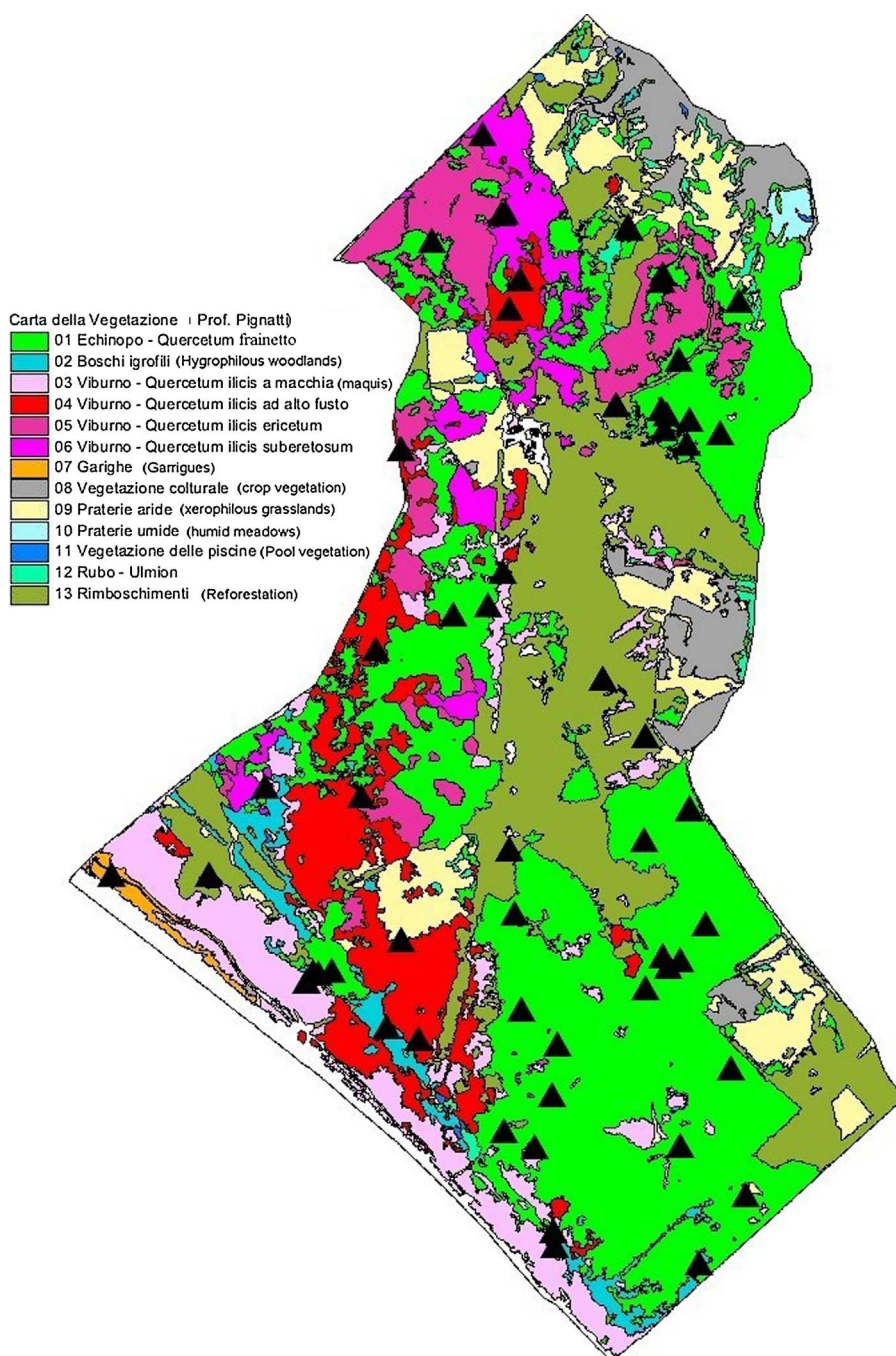 Carta della Vegetazione ( Prof. Pignatti)
01 Echinopo - Quercetum frainetto
02 Boschi igrofili (Hygrophilous woodlands)
03 Viburno - Quercetum ilicis a macchia (maquis)
04 Viburno - Quercetum ilicis ad alto fusto
05 Viburno - Quercetum ilicis ericetum
06 Viburno - Quercetum ilicis suberetosum
07 Garighe (Garrigues)
08 Vegetazione colturale (crop vegetation)
09 Praterie aride (xerophilous grasslands)
10 Praterie umide (humid meadows)
11 Vegetazione delle piscine (Pool vegetation)
12 Rubo - Ulmion
13 Rimboschimenti (Reforestation)